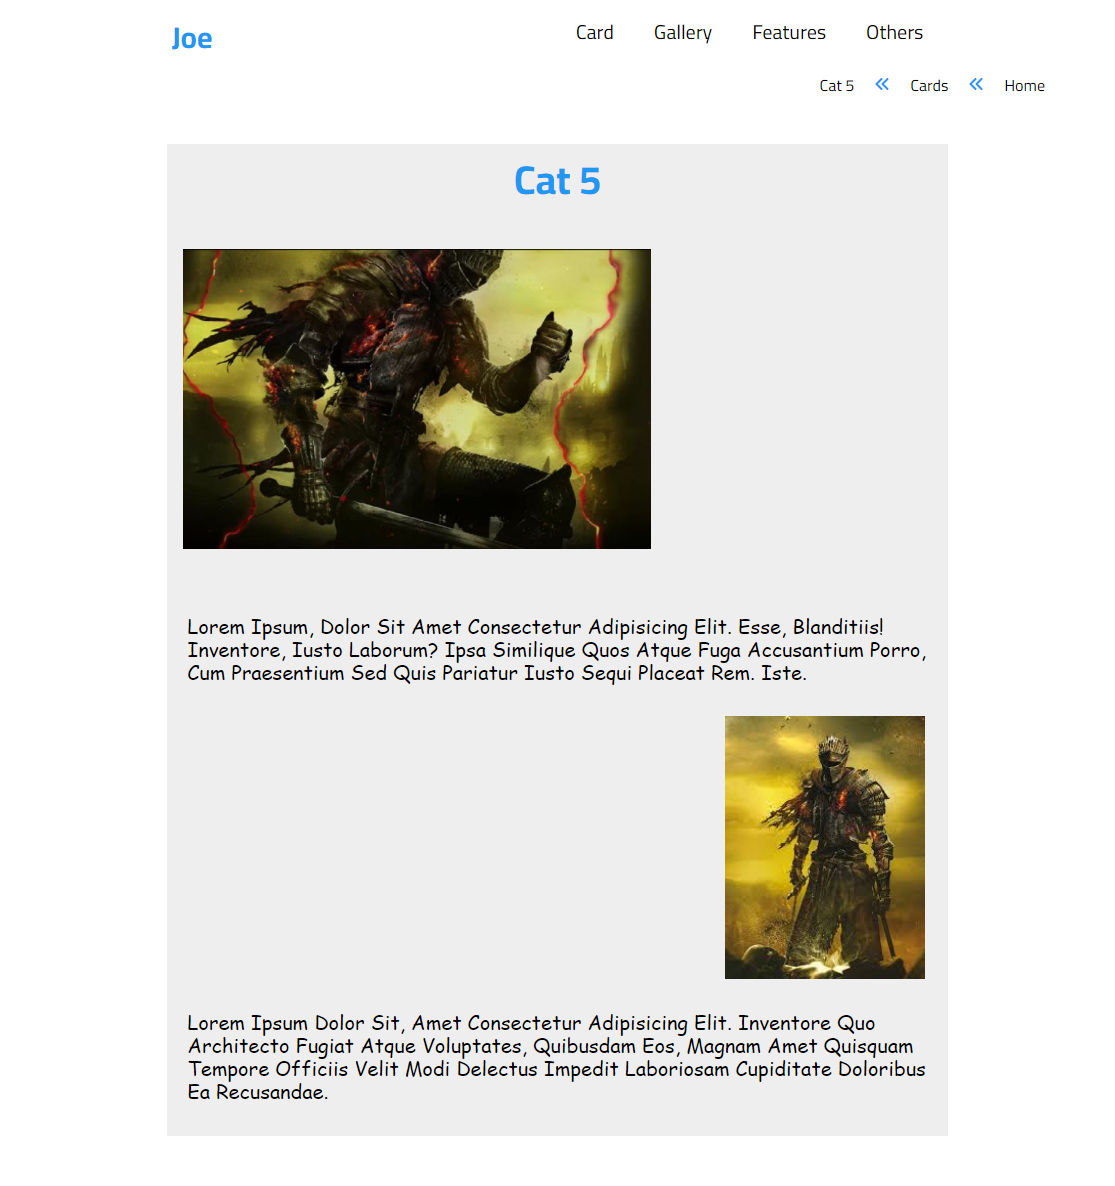 Joe
Card Gallery Features Others
Cat 5 « Cards « Home
Cat 5
Lorem Ipsum, Dolor Sit Amet Consectetur Adipisicing Elit. Esse, Blanditiis!
Inventore, Iusto Laborum? Ipsa Similique Quos Atque Fuga Accusantium Porro,
Cum Praesentium Sed Quis Pariatur Iusto Sequi Placeat Rem. Iste.
Lorem Ipsum Dolor Sit, Amet Consectetur Adipisicing Elit. Inventore Quo
Architecto Fugiat Atque Voluptates, Quibusdam Eos, Magnam Amet Quisquam
Tempore Officiis Velit Modi Delectus Impedit Laboriosam Cupiditate Doloribus
Ea Recusandae.